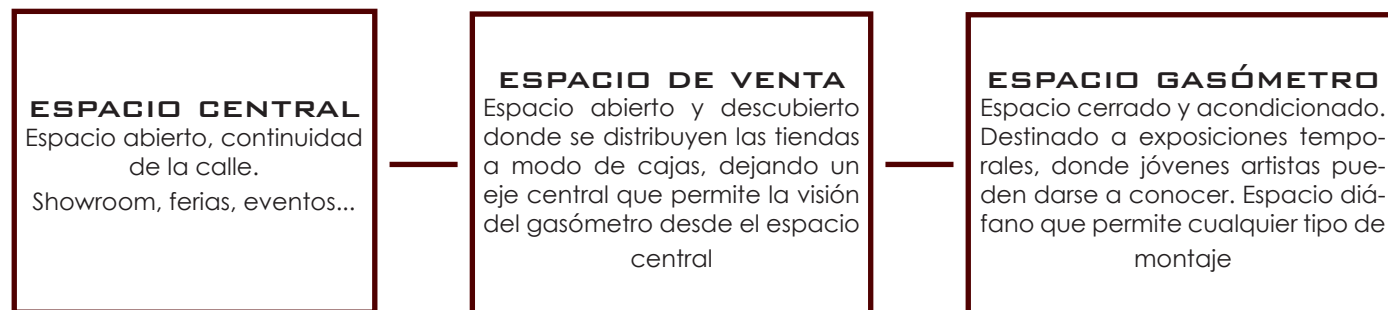 ESPACIO CENTRAL
Espacio abierto, continuidad
de la calle.
Showroom, ferias, eventos...
ESPACIO DE VENTA
Espacio abierto y descubierto
donde se distribuyen las tiendas
a modo de cajas, dejando un
eje central que permite la visión
del gasómetro desde el espacio
central
ESPACIO GASÓMETRO
Espacio cerrado y acondicionado.
Destinado a exposiciones tempo-
rales, donde jóvenes artistas pue-
den darse a conocer. Espacio diá-
fano que permite cualquier tipo de
montaje